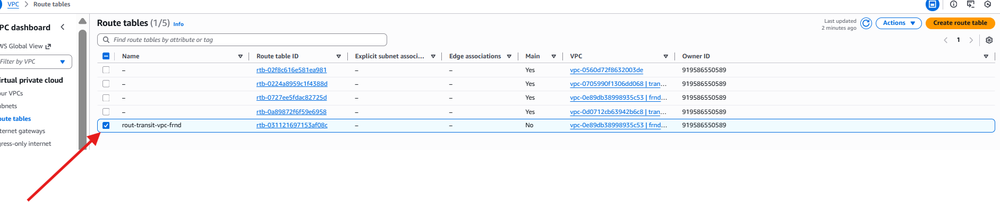 VPC > Route tables
PC dashboard
WS Global View
Filter by VPC
irtual private cloud
our VPCs
ubnets
oute tables
nternet gateways
gress-only internet
Route tables (1/5) Info
Last updated
2 minutes ago
Actions
Create route table
Find route tables by attribute or tag
1
Name Route table ID Explicit subnet associ... Edge associations Main VPC Owner ID
– rtb-02f8c616e581ea981 – – Yes vpc-0560d72f8632003de 919586550589
– rtb-0224a8959c1f4388d – – Yes vpc-0705990f1306dd068 | tran... 919586550589
– rtb-0727ee5fdac82725d – – Yes vpc-0e89db38998935c53 | frnd... 919586550589
– rtb-0a89872f6f59e6958 – – Yes vpc-0d0712cb63942b6c8 | tran... 919586550589
rout-transit-vpc-frnd rtb-031121697153af08c – – No vpc-0e89db38998935c53 | frnd... 919586550589